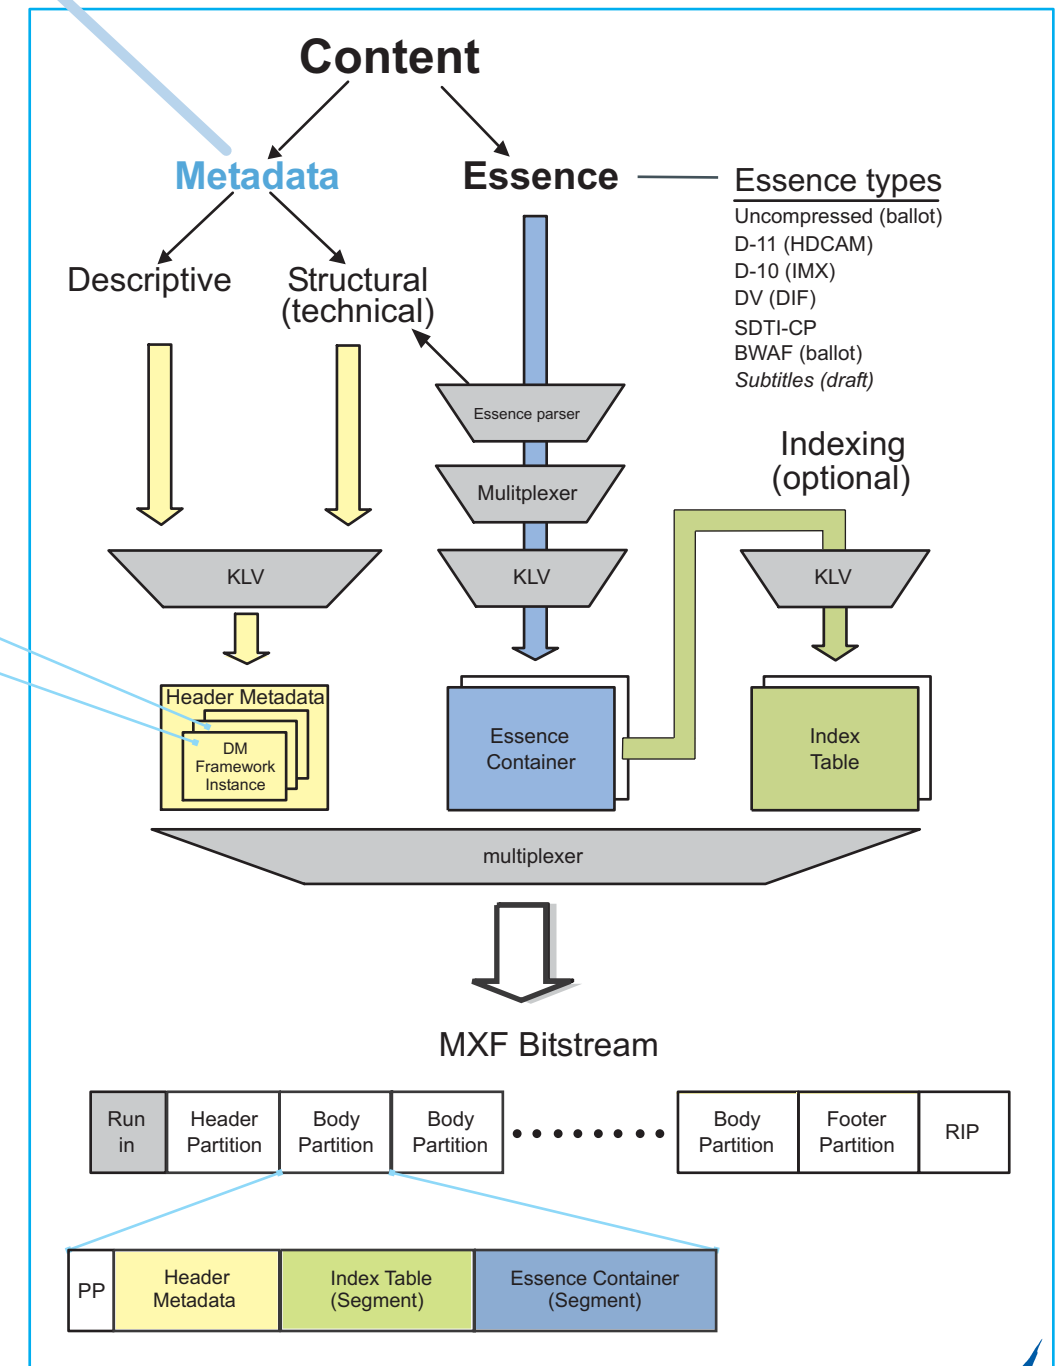 Content
Metadata
Essence
Essence types
Uncompressed (ballot)
D-11 (HDCAM)
D-10 (IMX)
DV (DIF)
SDTI-CP
BWAF (ballot)
Subtitles (draft)
Descriptive
Structural
(technical)
Essence parser
Mulitplexer
Indexing
(optional)
KLV
KLV
KLV
Header Metadata
DM
Framework
Instance
Essence
Container
Index
Table
multiplexer
MXF Bitstream
Run
in
Header
Partition
Body
Partition
Body
Partition
Body
Partition
Footer
Partition
RIP
PP
Header
Metadata
Index Table
(Segment)
Essence Container
(Segment)